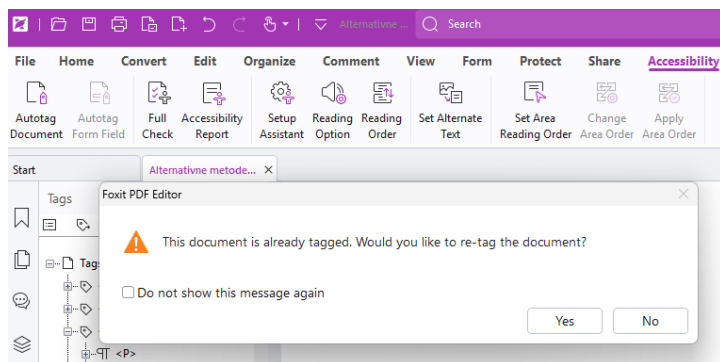 Alternativne ... Search
File Home Convert Edit Organize Comment View Form Protect Share Accessibility
Autotag Document
Autotag Form Field
Full Check
Accessibility Report
Setup Assistant
Reading Option
Reading Order
Set Alternate Text
Set Area Reading Order
Change Area Order
Apply Area Order
Start Alternativne metode...
Tags
Foxit PDF Editor
This document is already tagged. Would you like to re-tag the document?
Do not show this message again
Yes No
Tags
<P>